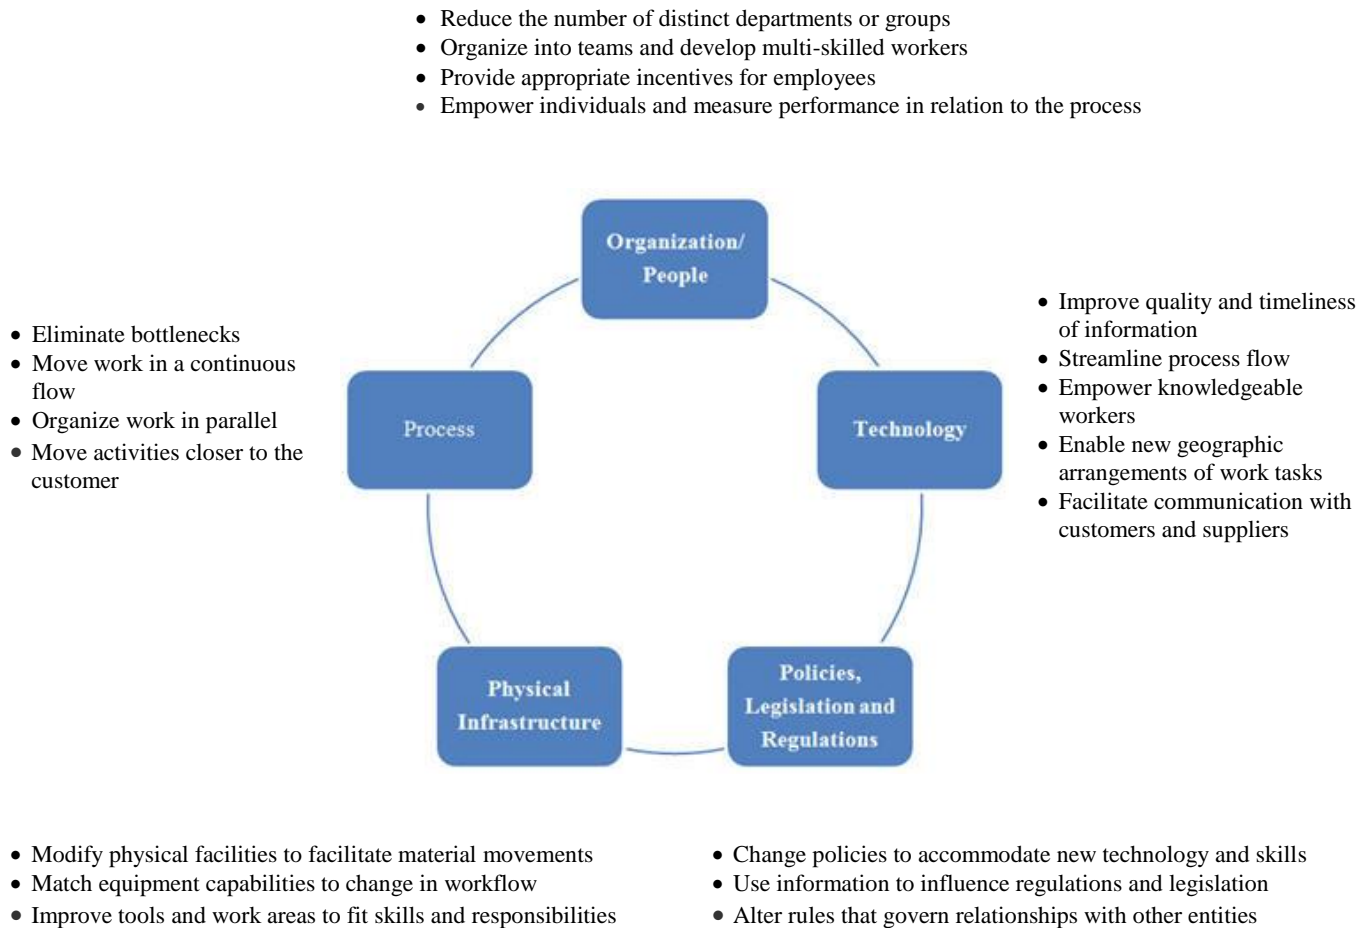 • Reduce the number of distinct departments or groups
• Organize into teams and develop multi-skilled workers
• Provide appropriate incentives for employees
• Empower individuals and measure performance in relation to the process
Organization/
People
• Eliminate bottlenecks
• Move work in a continuous
flow
• Organize work in parallel
• Move activities closer to the
customer
Process
Technology
• Improve quality and timeliness
of information
• Streamline process flow
• Empower knowledgeable
workers
• Enable new geographic
arrangements of work tasks
• Facilitate communication with
customers and suppliers
Physical
Infrastructure
Policies,
Legislation and
Regulations
• Modify physical facilities to facilitate material movements
• Match equipment capabilities to change in workflow
• Improve tools and work areas to fit skills and responsibilities
• Change policies to accommodate new technology and skills
• Use information to influence regulations and legislation
• Alter rules that govern relationships with other entities